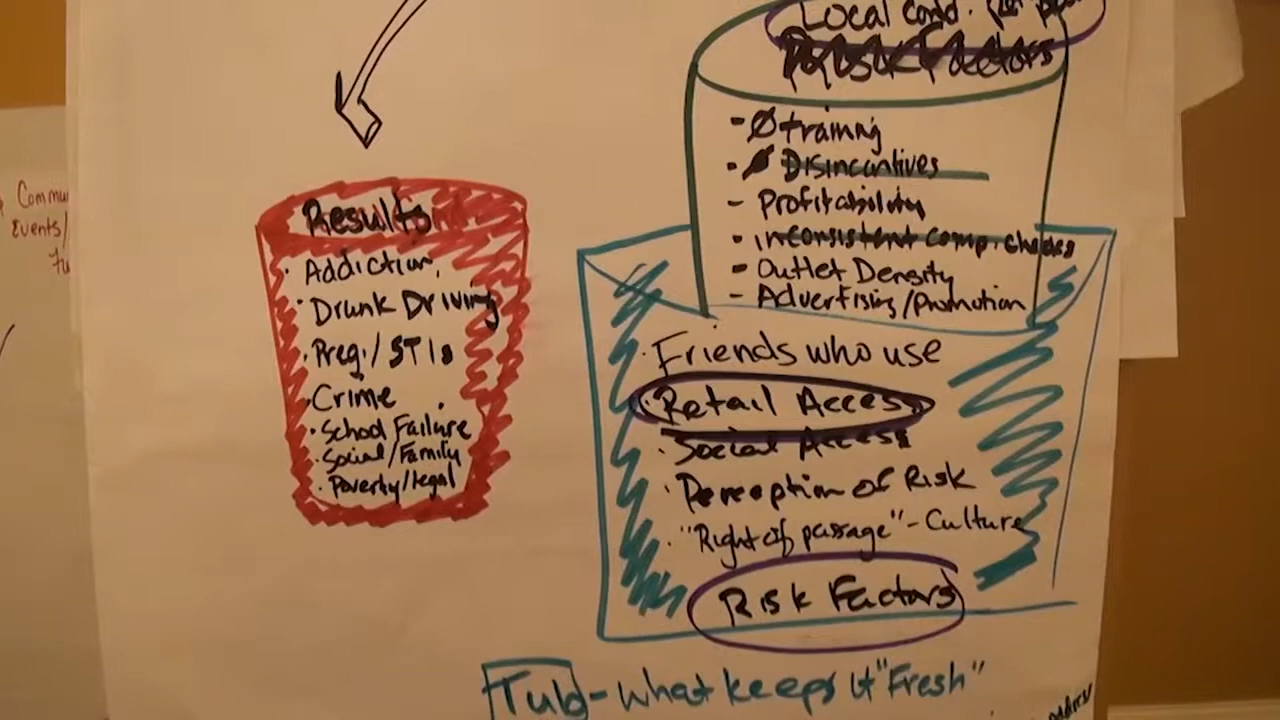 Local Cond.
Risk Factors
- Ø training
- Disincentives
- Profitability
- inconsistent comp. checks
- Outlet Density
- Advertising/Promotion
Commu
Events/
Fu
Results
· Addiction
· Drunk Driving
· Preg./STIs
· Crime
· School Failure
· Social/Family
· Poverty/Legal
· Friends who use
· Retail Access
· Social Access
· Perception of Risk
· "Right of passage" - Culture
Risk Factors
Tub - what keeps it "Fresh"